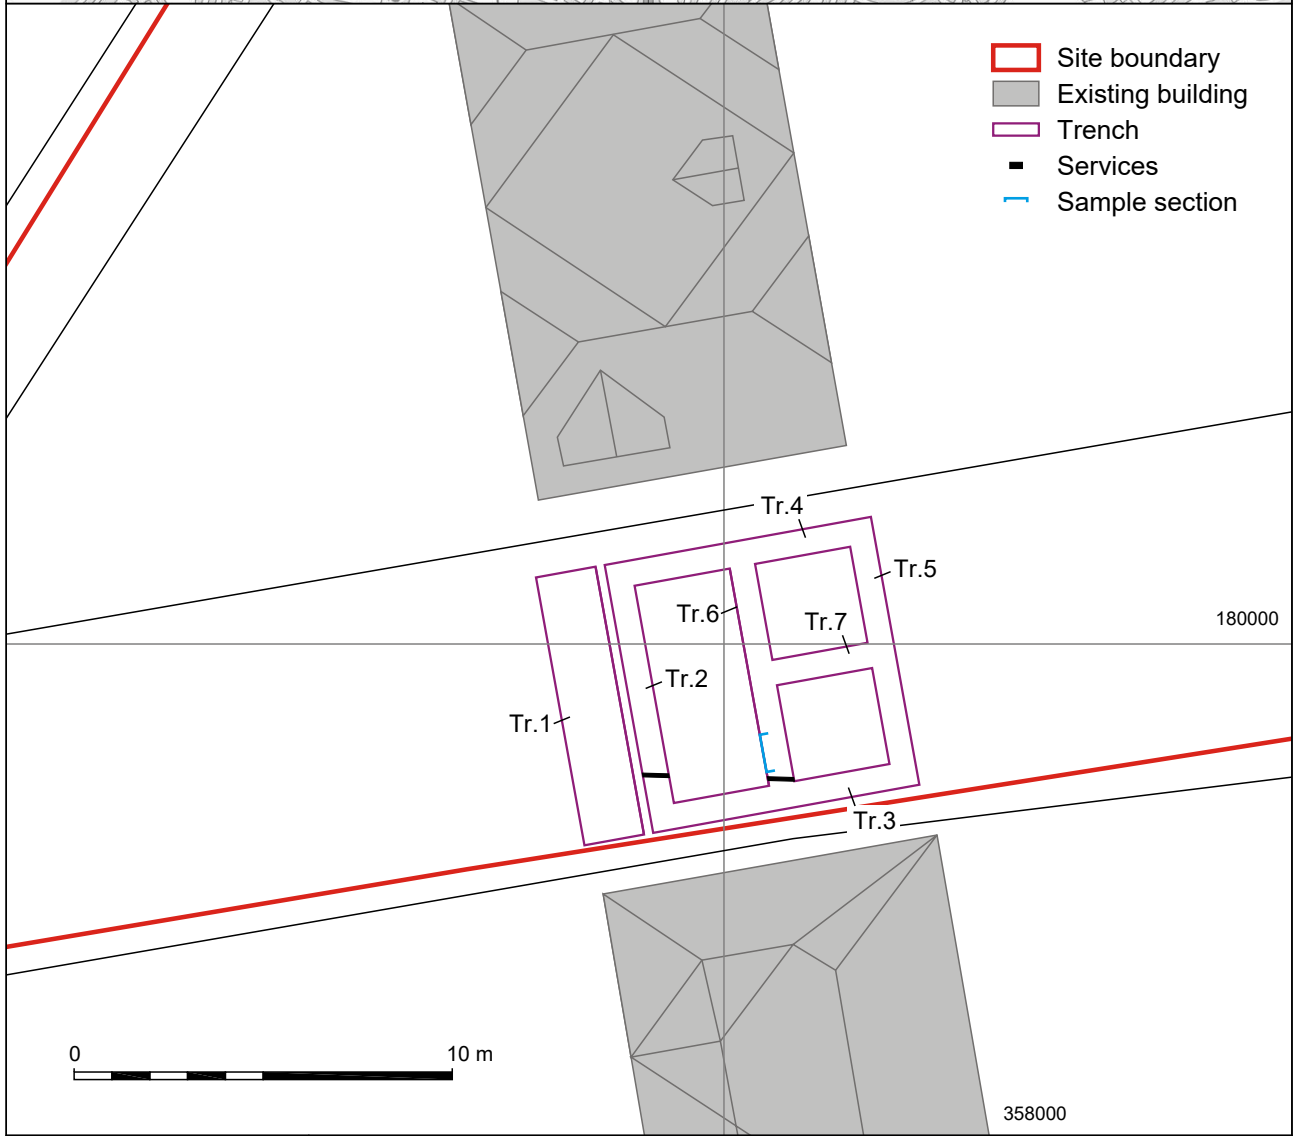 Site boundary
Existing building
Trench
Services
Sample section
Tr.4
Tr.5
Tr.6
Tr.7
180000
Tr.2
Tr.1
Tr.3
0 10 m
358000